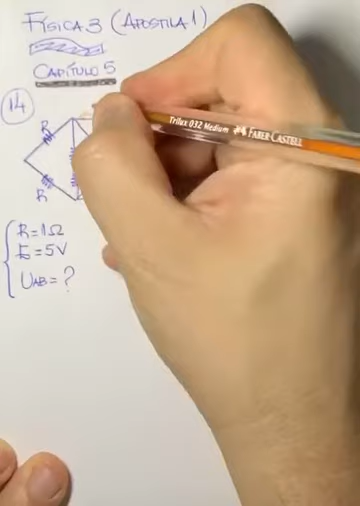 FÍSICA 3 (APOSTILA 1)
CAPÍTULO 5
14
R
R
R = 1Ω
E = 5V
UAB = ?
Trilux 032 Medium FABER-CASTELL